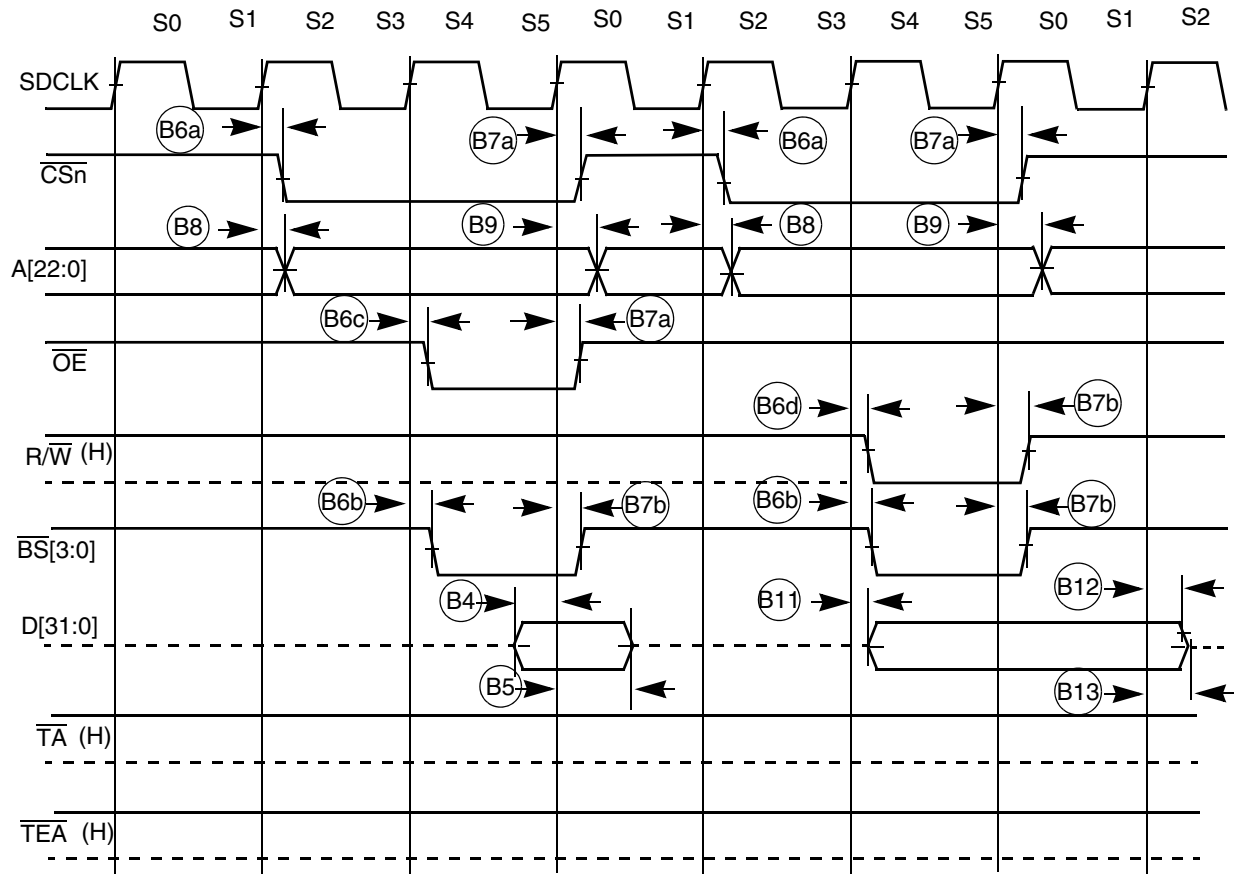 S0 S1 S2 S3 S4 S5 S0 S1 S2 S3 S4 S5 S0 S1 S2
SDCLK
B6a B7a B6a B7a
CSn
B8 B9 B8 B9
A[22:0]
B6c B7a
OE
B6d B7b
R/W (H)
B6b B7b B6b B7b
BS[3:0]
B4 B11 B12
D[31:0]
B5 B13
TA (H)
TEA (H)